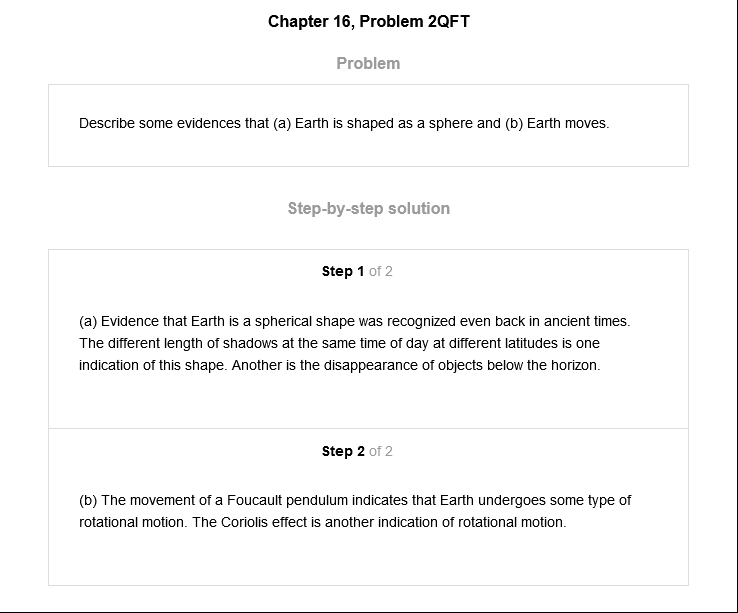 Chapter 16, Problem 2QFT
Problem
Describe some evidences that (a) Earth is shaped as a sphere and (b) Earth moves.
Step-by-step solution
Step 1 of 2
(a) Evidence that Earth is a spherical shape was recognized even back in ancient times.
The different length of shadows at the same time of day at different latitudes is one
indication of this shape. Another is the disappearance of objects below the horizon.
Step 2 of 2
(b) The movement of a Foucault pendulum indicates that Earth undergoes some type of
rotational motion. The Coriolis effect is another indication of rotational motion.